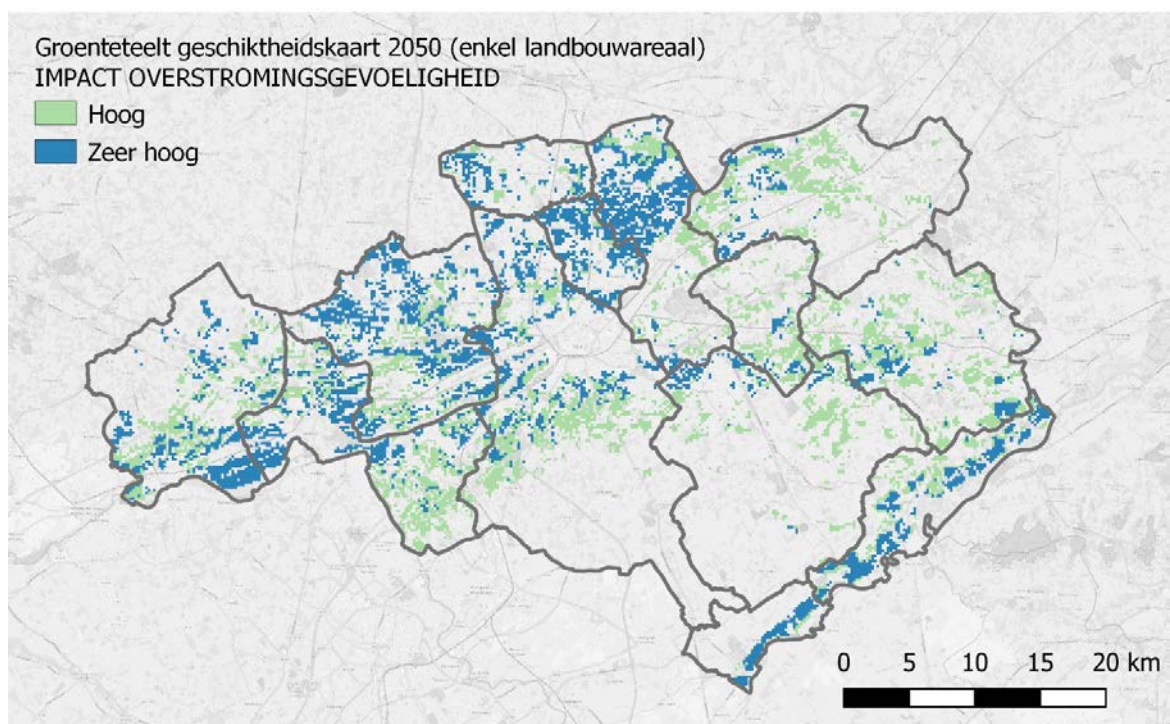 Groenteteelt geschiktheidskaart 2050 (enkel landbouwareaal)
IMPACT OVERSTROMINGSGEVOELIGHEID
Hoog
Zeer hoog
0 5 10 15 20 km